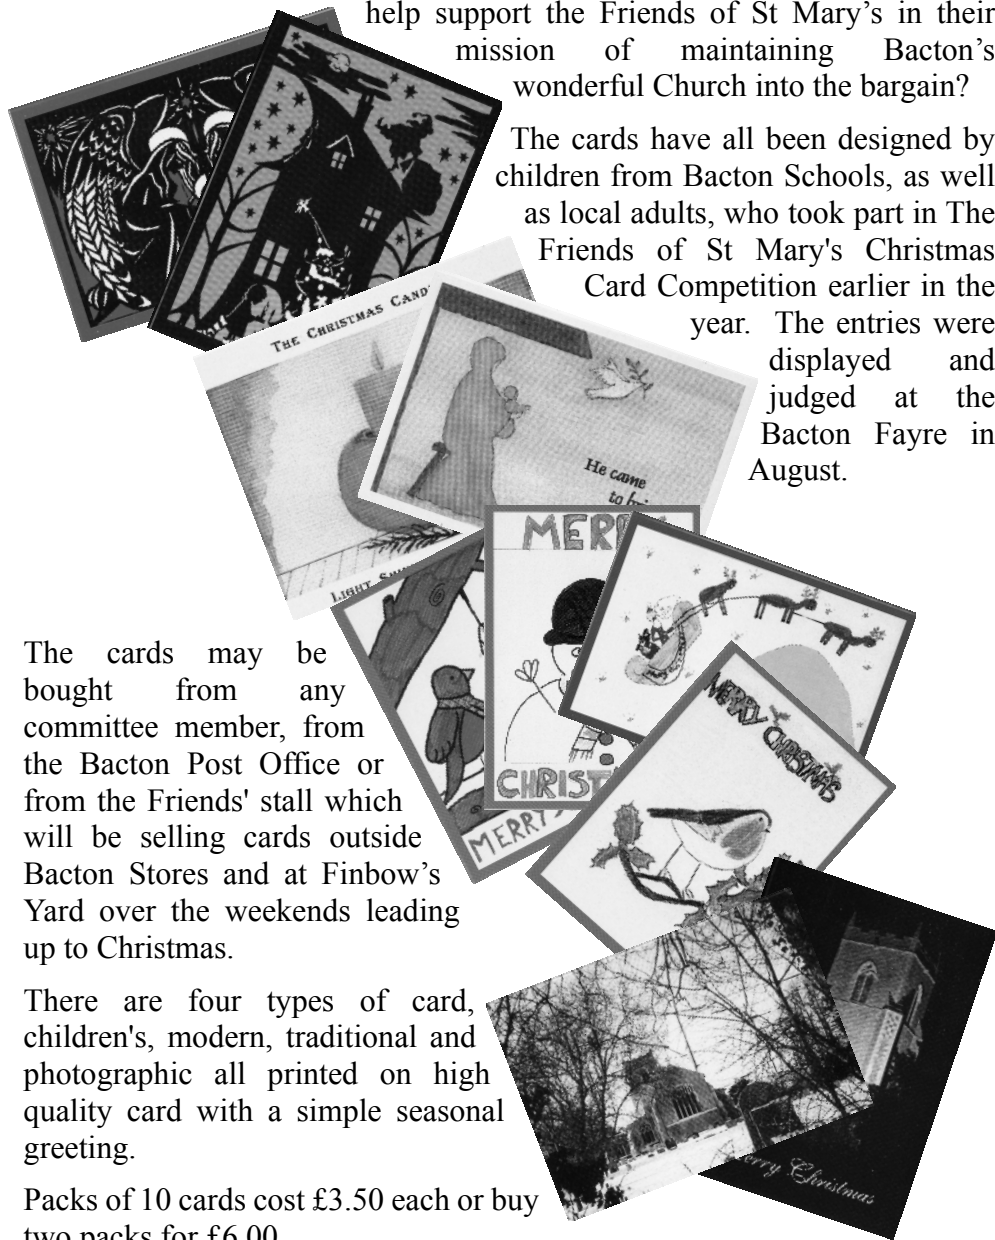 help support the Friends of St Mary’s in their
mission of maintaining Bacton’s
wonderful Church into the bargain?
The cards have all been designed by
children from Bacton Schools, as well
as local adults, who took part in The
Friends of St Mary's Christmas
Card Competition earlier in the
year. The entries were
displayed and
judged at the
Bacton Fayre in
August.
THE CHRISTMAS
He came
to
LIGHT
MERRY
CHRIST
MERRY
MERRY CHRISTMAS
The cards may be
bought from any
committee member, from
the Bacton Post Office or
from the Friends' stall which
will be selling cards outside
Bacton Stores and at Finbow’s
Yard over the weekends leading
up to Christmas.
There are four types of card,
children's, modern, traditional and
photographic all printed on high
quality card with a simple seasonal
greeting.
Merry Christmas
Packs of 10 cards cost £3.50 each or buy
two packs for £6.00